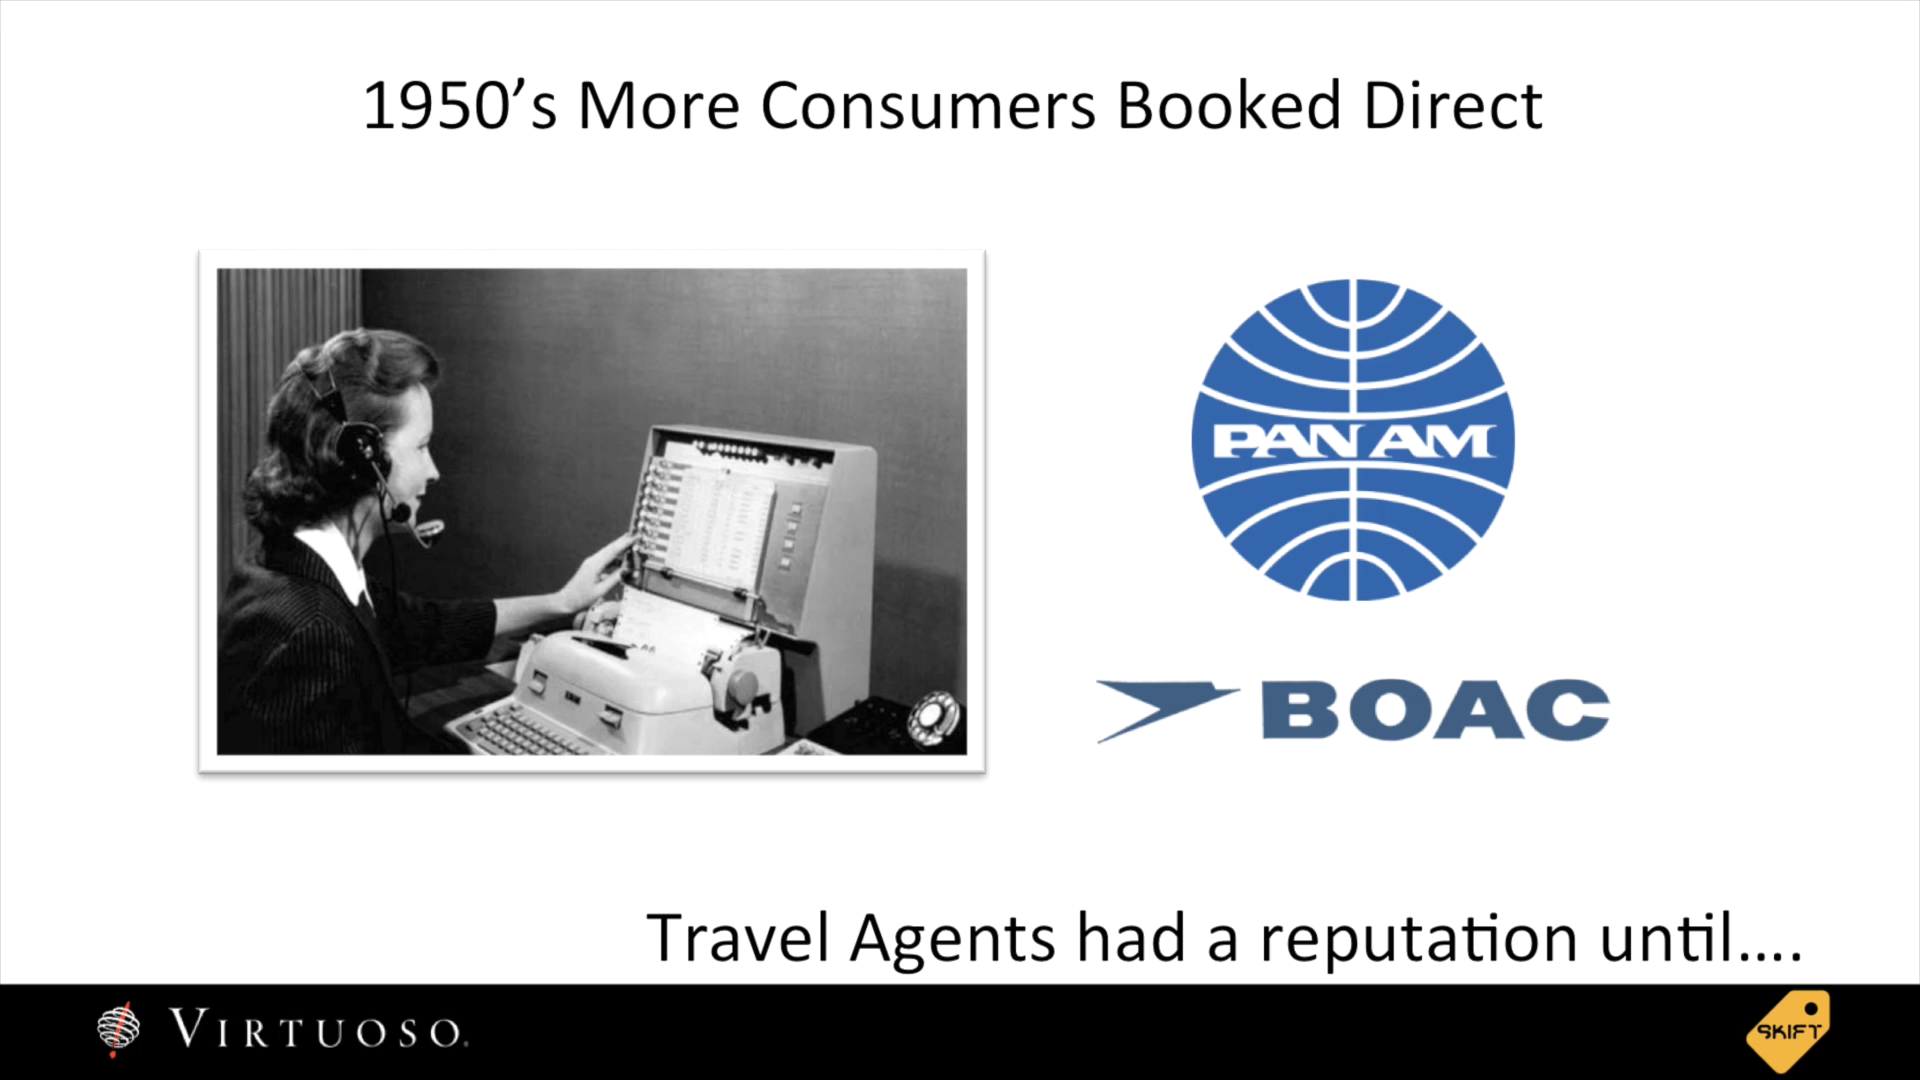 1950’s More Consumers Booked Direct
PAN AM
BOAC
Travel Agents had a reputation until....
VIRTUOSO.
SKIFT